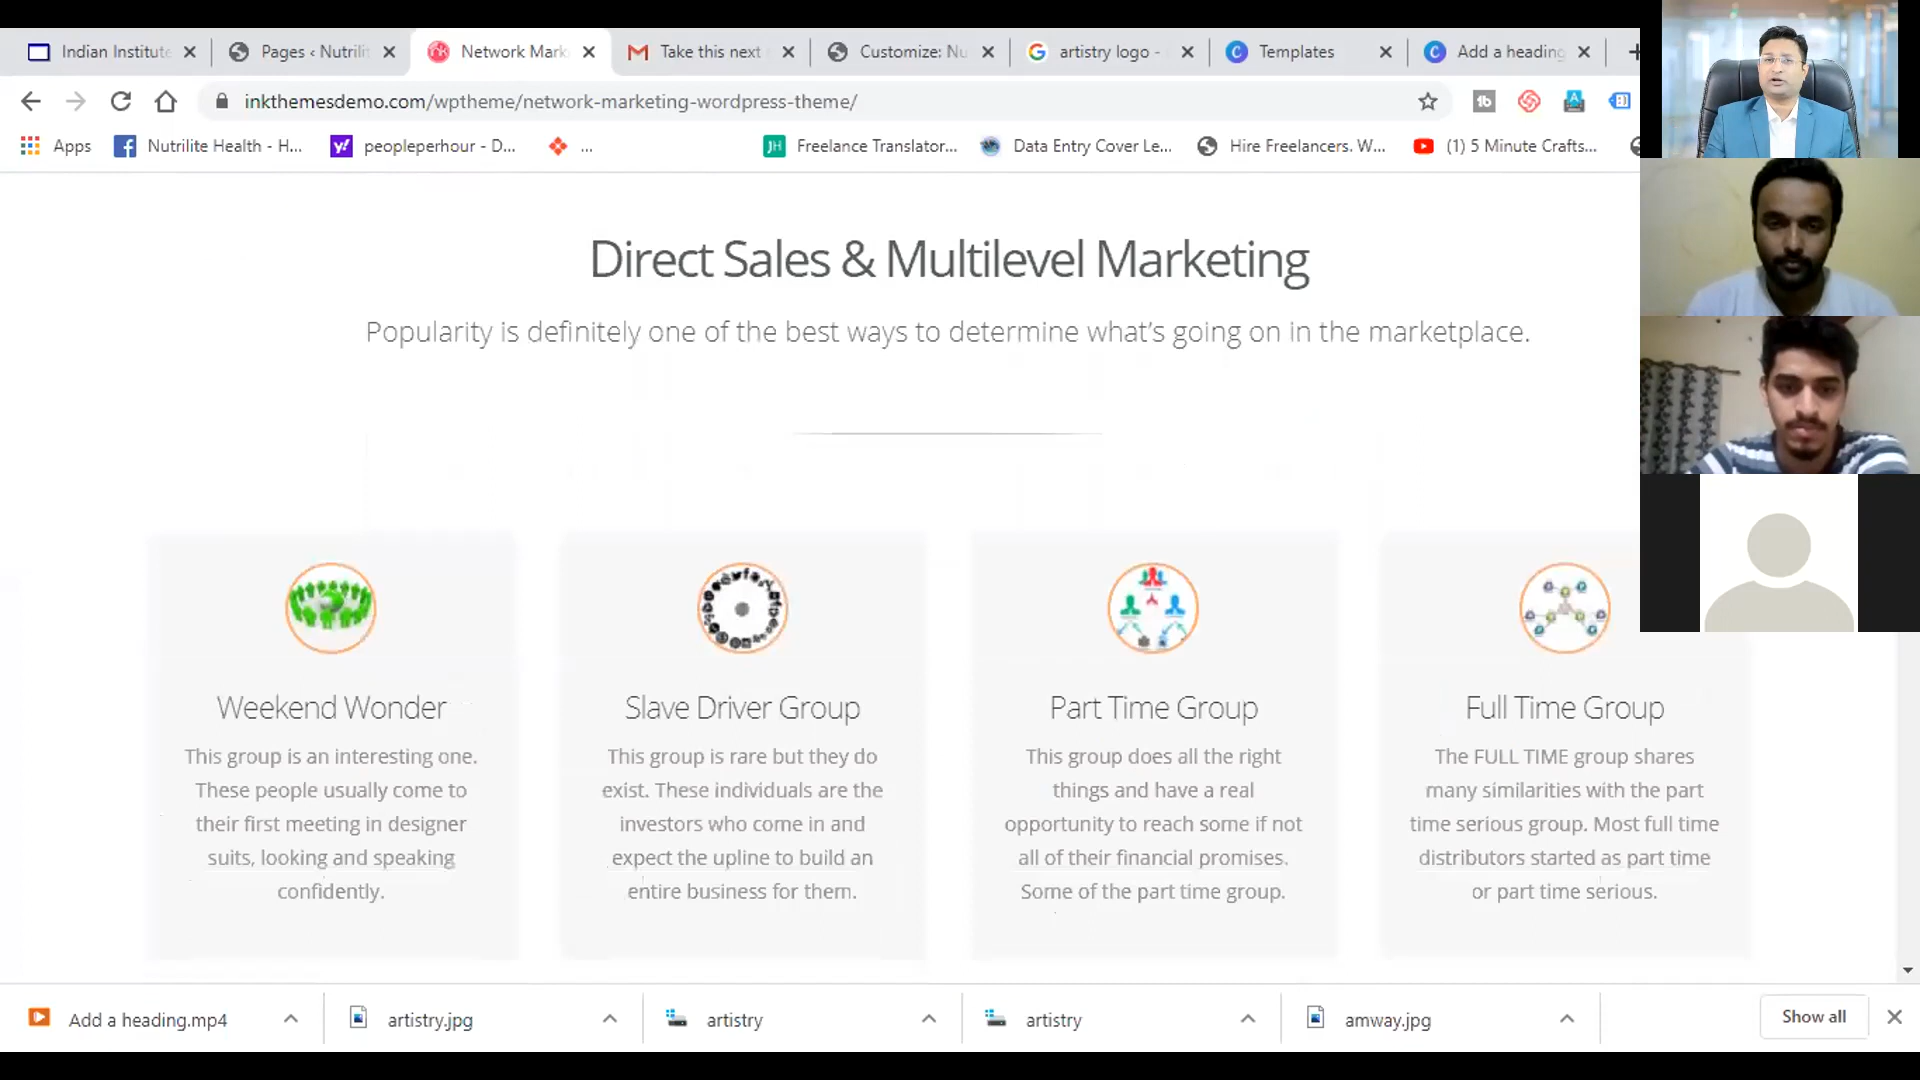 Indian Institute
Pages ‹ Nutrili
Network Mark
Take this next
Customize: Nu
artistry logo -
Templates
Add a heading
inkthemesdemo.com/wptheme/network-marketing-wordpress-theme/
Apps
Nutrilite Health - H...
peopleperhour - D...
...
JH
Freelance Translator...
Data Entry Cover Le...
Hire Freelancers. W...
(1) 5 Minute Crafts...
Direct Sales & Multilevel Marketing
Popularity is definitely one of the best ways to determine what's going on in the marketplace.
Weekend Wonder
This group is an interesting one.
These people usually come to
their first meeting in designer
suits, looking and speaking
confidently.
Slave Driver Group
This group is rare but they do
exist. These individuals are the
investors who come in and
expect the upline to build an
entire business for them.
Part Time Group
This group does all the right
things and have a real
opportunity to reach some if not
all of their financial promises.
Some of the part time group.
Full Time Group
The FULL TIME group shares
many similarities with the part
time serious group. Most full time
distributors started as part time
or part time serious.
Add a heading.mp4
artistry.jpg
artistry
artistry
amway.jpg
Show all